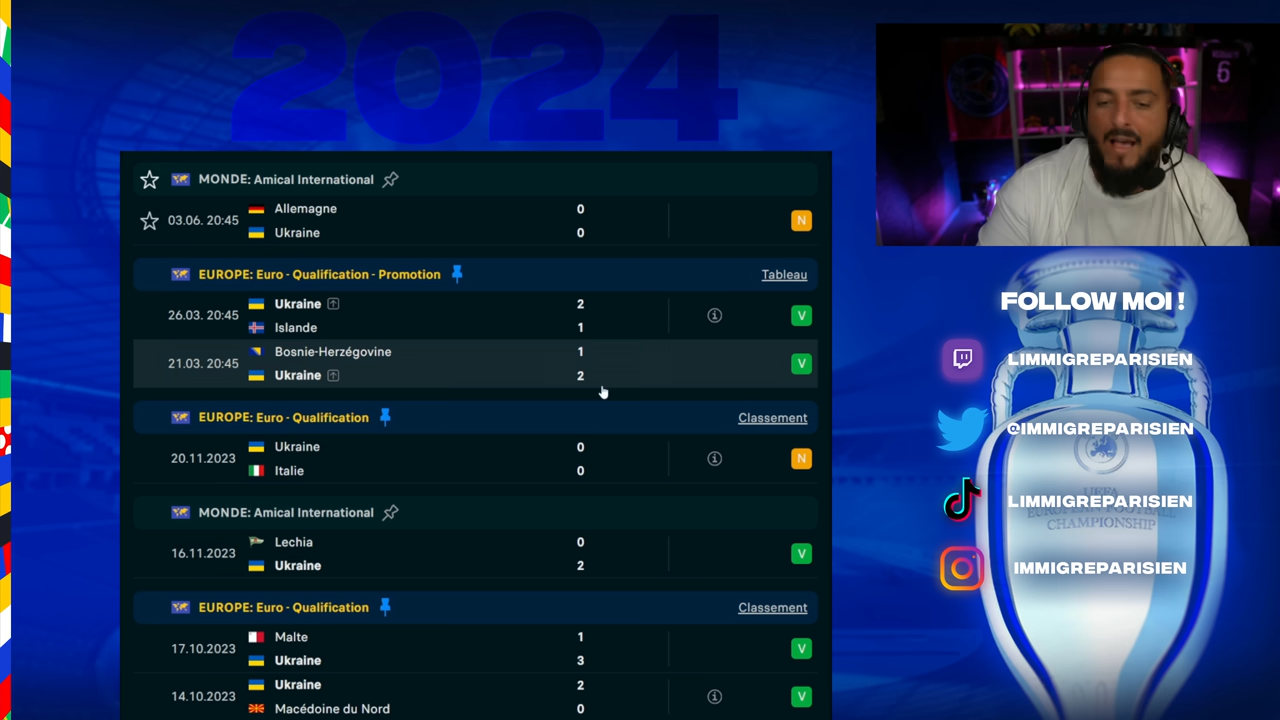 2024
MONDE: Amical International
03.06. 20:45
Allemagne 0
Ukraine 0
N
EUROPE: Euro - Qualification - Promotion
Tableau
26.03. 20:45
Ukraine 2
Islande 1
V
21.03. 20:45
Bosnie-Herzégovine 1
Ukraine 2
V
EUROPE: Euro - Qualification
Classement
20.11.2023
Ukraine 0
Italie 0
N
MONDE: Amical International
16.11.2023
Lechia 0
Ukraine 2
V
EUROPE: Euro - Qualification
Classement
17.10.2023
Malte 1
Ukraine 3
V
14.10.2023
Ukraine 2
Macédoine du Nord 0
V
6
FOLLOW MOI !
LIMMIGREPARISIEN
@IMMIGREPARISIEN
LIMMIGREPARISIEN
IMMIGREPARISIEN
UEFA
EUROPEAN FOOTBALL
CHAMPIONSHIP